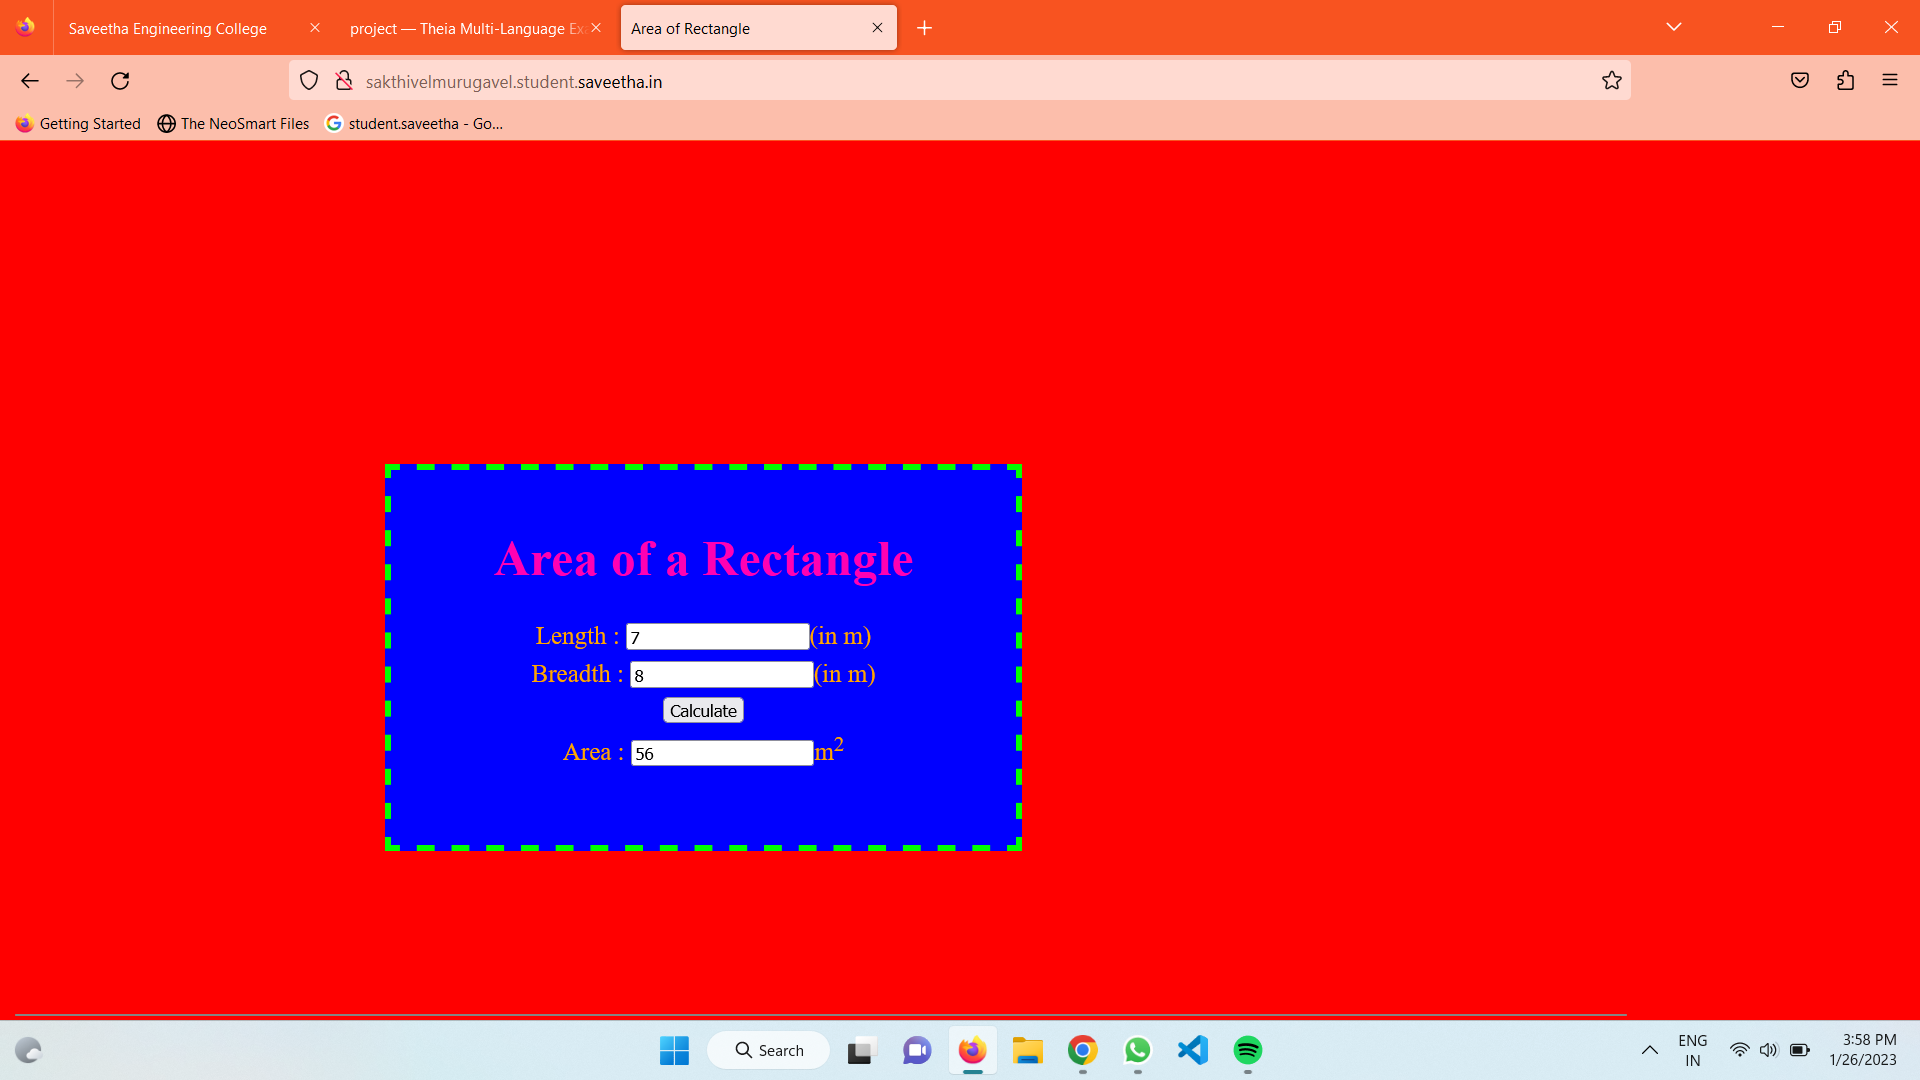 Saveetha Engineering College
project — Theia Multi-Language Ex
Area of Rectangle
sakthivelmurugavel.student.saveetha.in
Getting Started
The NeoSmart Files
student.saveetha - Go...
Area of a Rectangle
Length : 7 (in m)
Breadth : 8 (in m)
Calculate
Area : 56 m²
Search
ENG
IN
3:58 PM
1/26/2023